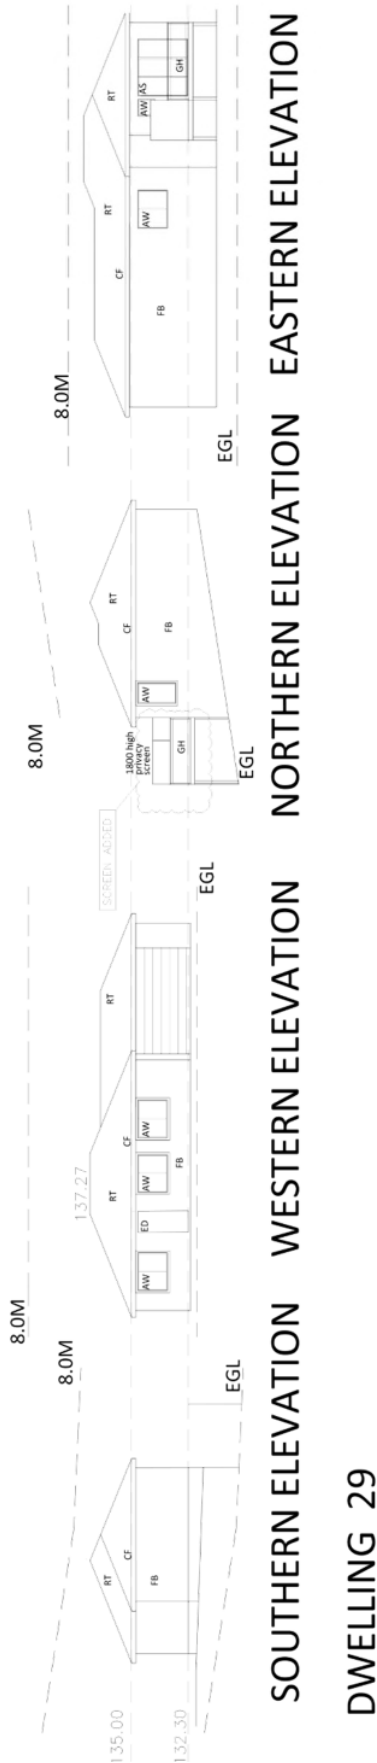 8.0M
135.00
132.30
RT
CF
FB
8.0M
EGL
SOUTHERN ELEVATION
8.0M
137.27
RT
RT
CF
AW
ED
AW
AW
FB
EGL
WESTERN ELEVATION
SCREEN ADDED
8.0M
1800 high
privacy
screen
GH
AW
RT
CF
FB
EGL
NORTHERN ELEVATION
8.0M
RT
RT
CF
FB
AW
AW
AS
GH
EGL
EASTERN ELEVATION
DWELLING 29